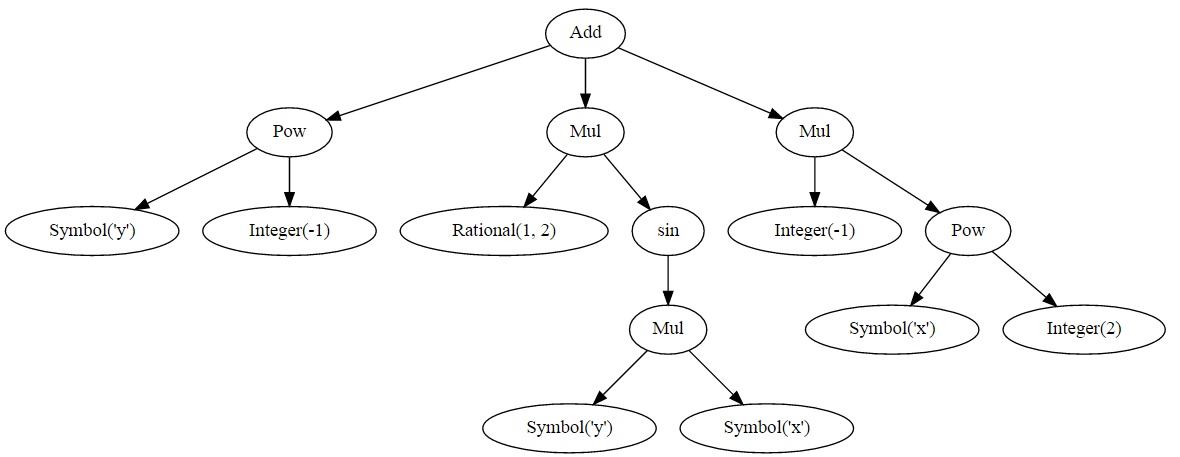 Add
Pow Mul Mul
Symbol('y') Integer(-1) Rational(1, 2) sin Integer(-1) Pow
Mul Symbol('x') Integer(2)
Symbol('y') Symbol('x')